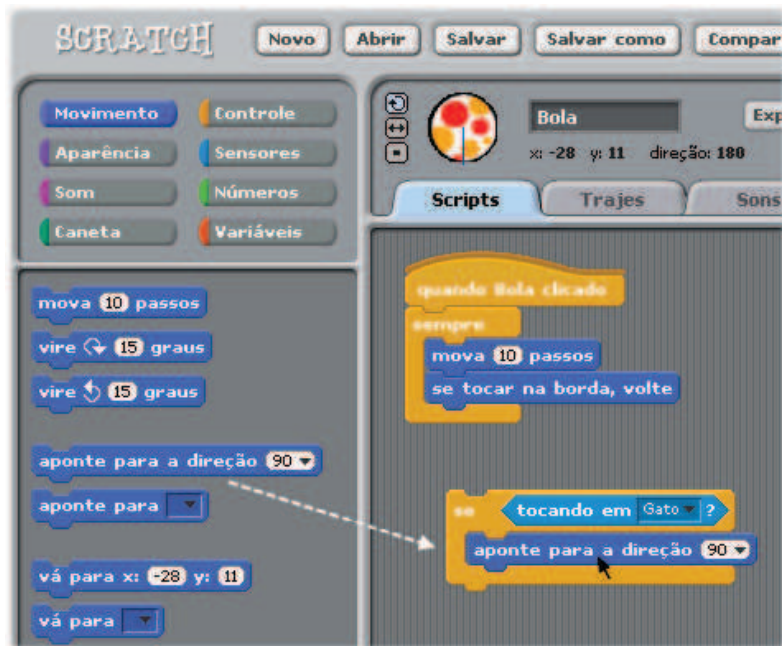 SCRATCH
Novo Abrir Salvar Salvar como Compar
Movimento Controle
Aparência Sensores
Som Números
Caneta Variáveis
Bola Exp
x: -28 y: 11 direção: 180
Scripts Trajes Sons
mova 10 passos
vire 15 graus
vire 15 graus
aponte para a direção 90
aponte para
vá para x: -28 y: 11
vá para
quando Bola clicado
sempre
mova 10 passos
se tocar na borda, volte
se tocando em Gato ?
aponte para a direção 90